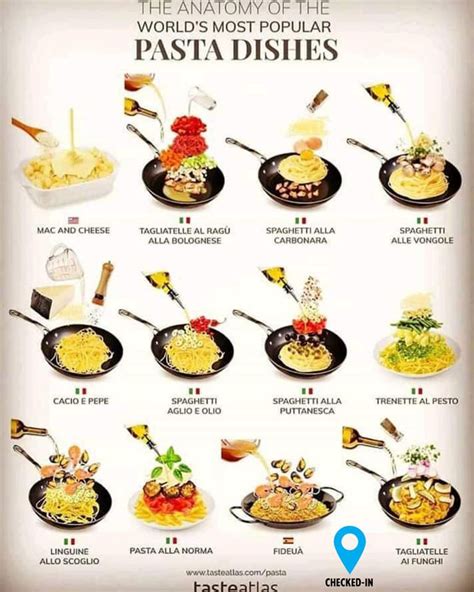 THE ANATOMY OF THE
WORLD'S MOST POPULAR
PASTA DISHES
MAC AND CHEESE
TAGLIATELLE AL RAGÙ
ALLA BOLOGNESE
SPAGHETTI ALLA
CARBONARA
SPAGHETTI
ALLE VONGOLE
CACIO E PEPE
SPAGHETTI
AGLIO E OLIO
SPAGHETTI ALLA
PUTTANESCA
TRENETTE AL PESTO
LINGUINE
ALLO SCOGLIO
PASTA ALLA NORMA
FIDEUÀ
TAGLIATELLE
AI FUNGHI
CHECKED-IN
www.tasteatlas.com/pasta
tasteatlas